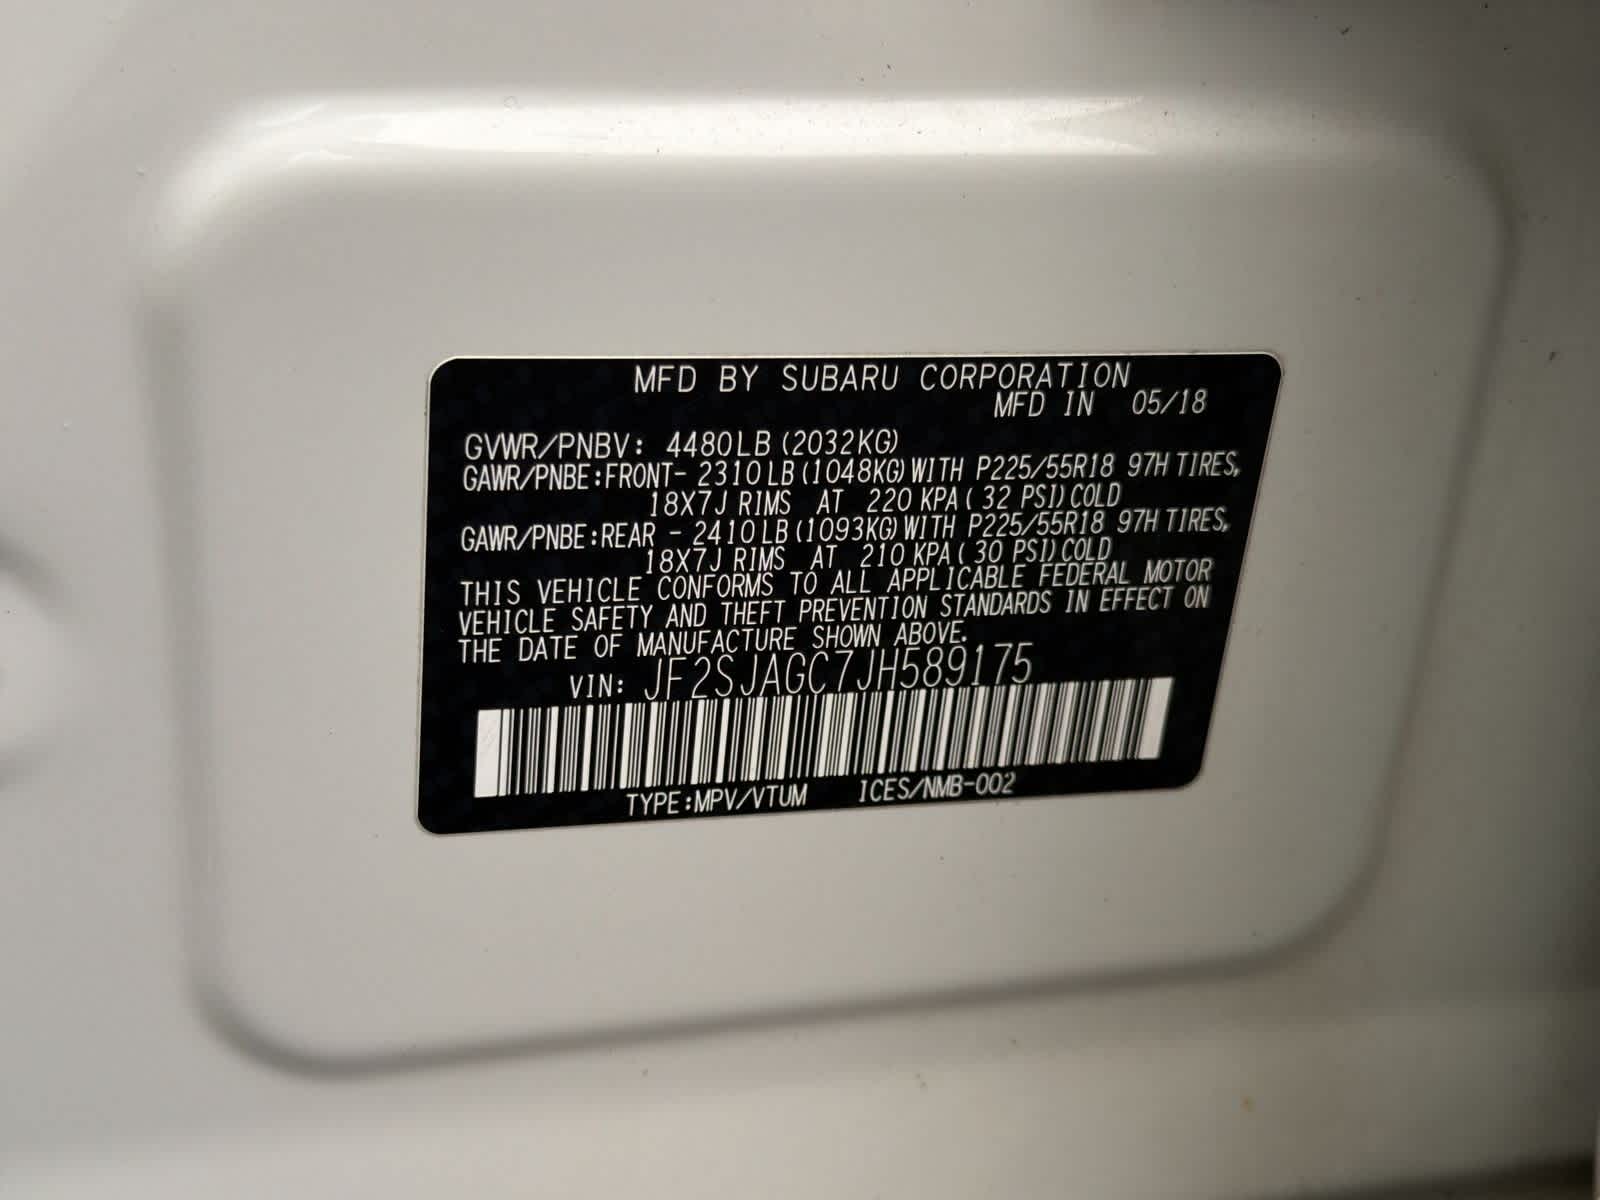 MFD BY SUBARU CORPORATION
MFD IN 05/18
GVWR/PNBV: 4480LB (2032KG)
GAWR/PNBE:FRONT- 2310LB (1048KG) WITH P225/55R18 97H TIRES,
18X7J RIMS AT 220 KPA ( 32 PSI) COLD
GAWR/PNBE:REAR - 2410LB (1093KG) WITH P225/55R18 97H TIRES,
18X7J RIMS AT 210 KPA ( 30 PSI) COLD
THIS VEHICLE CONFORMS TO ALL APPLICABLE FEDERAL MOTOR
VEHICLE SAFETY AND THEFT PREVENTION STANDARDS IN EFFECT ON
THE DATE OF MANUFACTURE SHOWN ABOVE.
VIN: JF2SJAGC7JH589175
TYPE:MPV/VTUM ICES/NMB-002